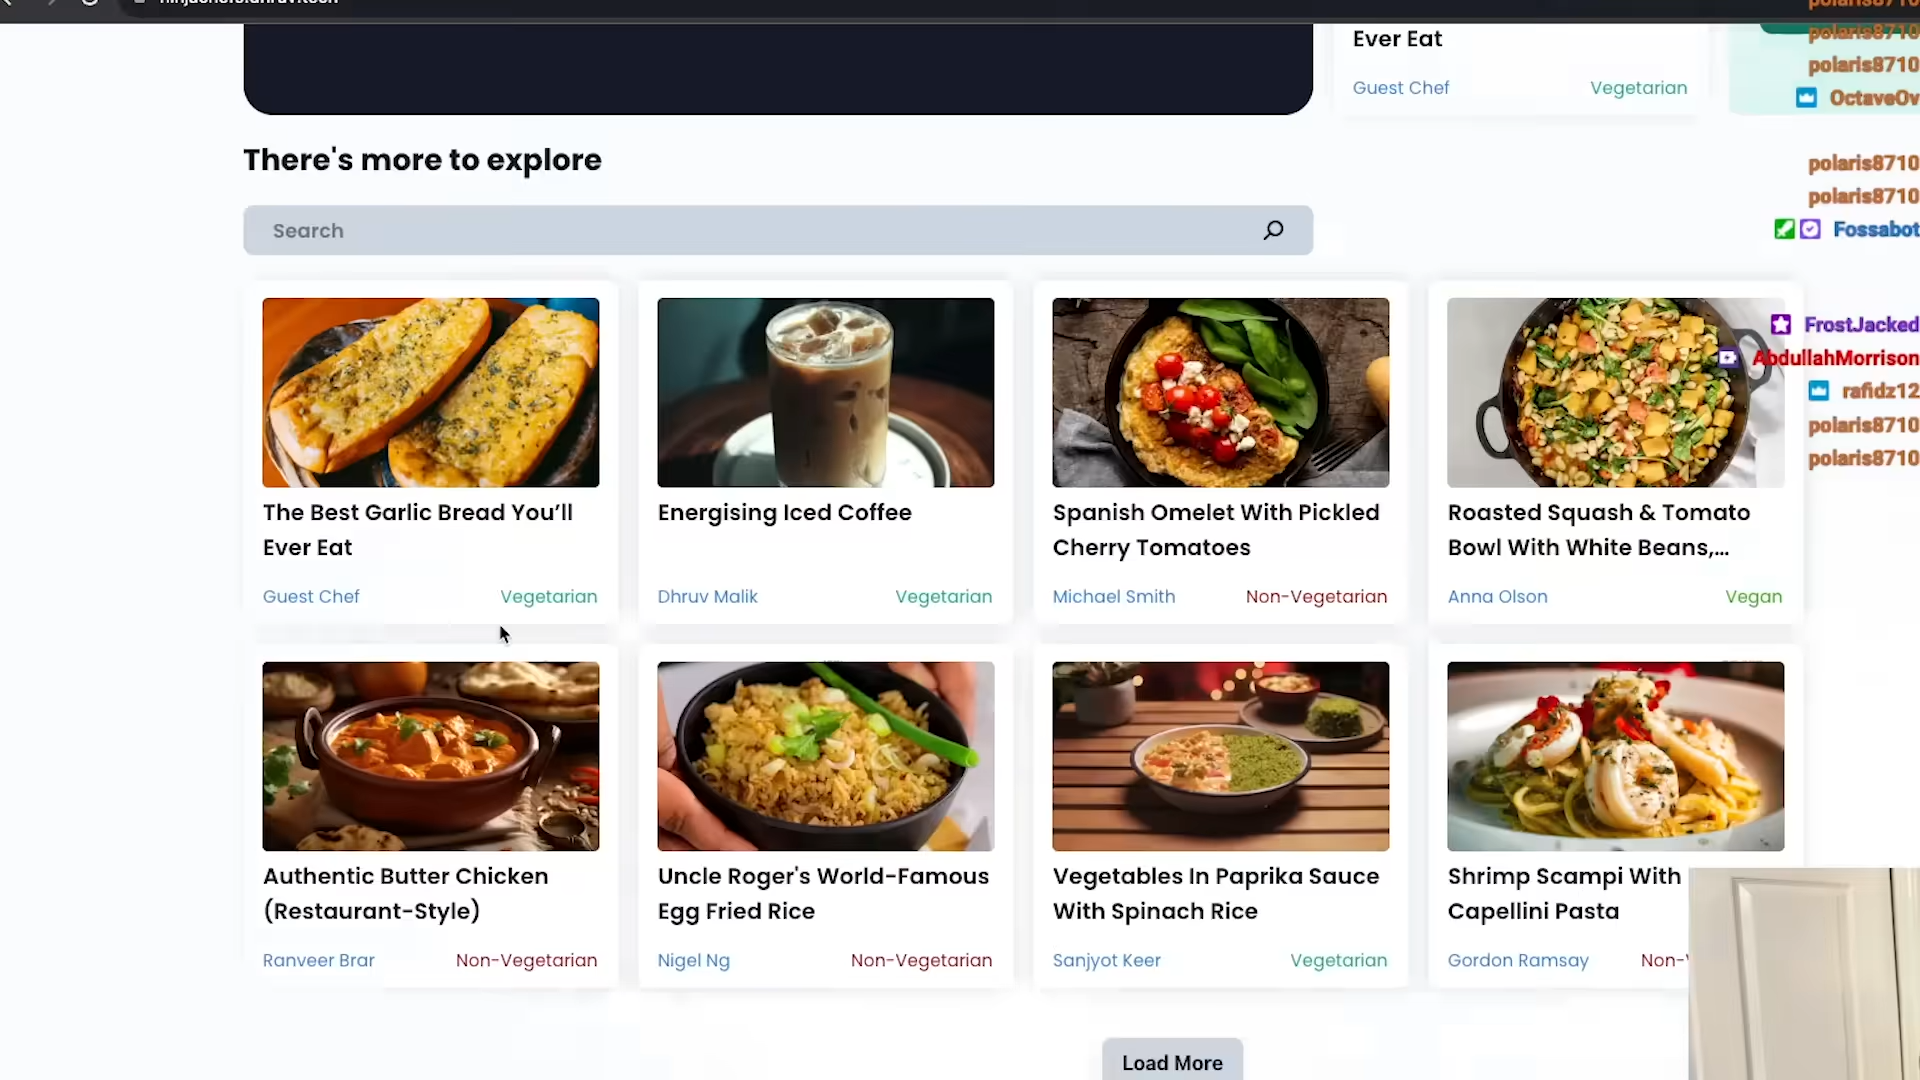 Ever Eat
Guest Chef
Vegetarian
There's more to explore
Search
The Best Garlic Bread You’ll
Ever Eat
Guest Chef
Vegetarian
Energising Iced Coffee
Dhruv Malik
Vegetarian
Spanish Omelet With Pickled
Cherry Tomatoes
Michael Smith
Non-Vegetarian
Roasted Squash & Tomato
Bowl With White Beans,...
Anna Olson
Vegan
Authentic Butter Chicken
(Restaurant-Style)
Ranveer Brar
Non-Vegetarian
Uncle Roger's World-Famous
Egg Fried Rice
Nigel Ng
Non-Vegetarian
Vegetables In Paprika Sauce
With Spinach Rice
Sanjyot Keer
Vegetarian
Shrimp Scampi With
Capellini Pasta
Gordon Ramsay
Non-
Load More
polaris8710
polaris8710
polaris8710
OctaveOv
polaris8710
polaris8710
Fossabot
FrostJacked
AbdullahMorrison
rafidz12
polaris8710
polaris8710